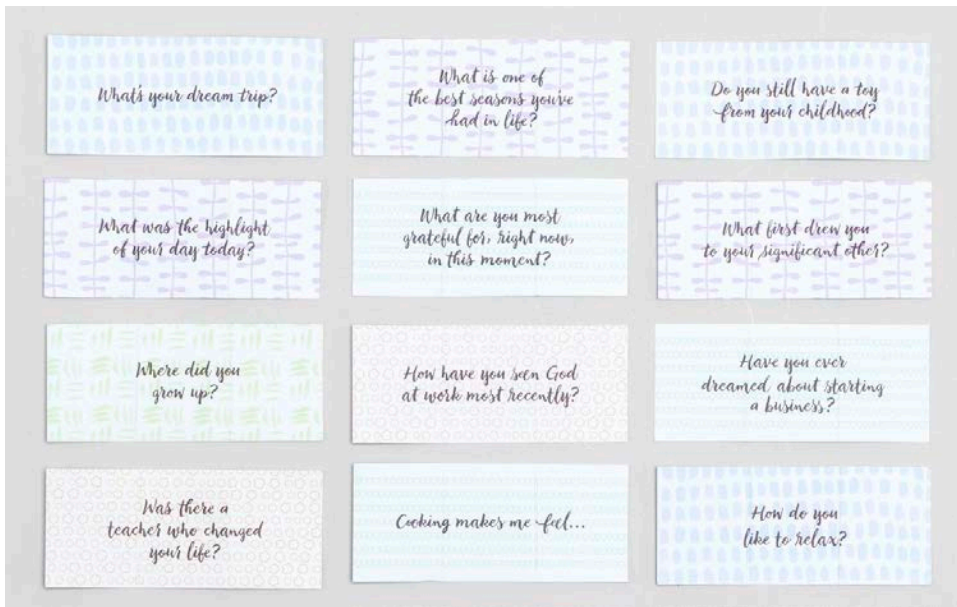 What's your dream trip?
What is one of
the best seasons you've
had in life?
Do you still have a toy
from your childhood?
What was the highlight
of your day today?
What are you most
grateful for, right now,
in this moment?
What first drew you
to your significant other?
Where did you
grow up?
How have you seen God
at work most recently?
Have you ever
dreamed about starting
a business?
Was there a
teacher who changed
your life?
Cooking makes me feel...
How do you
like to relax?